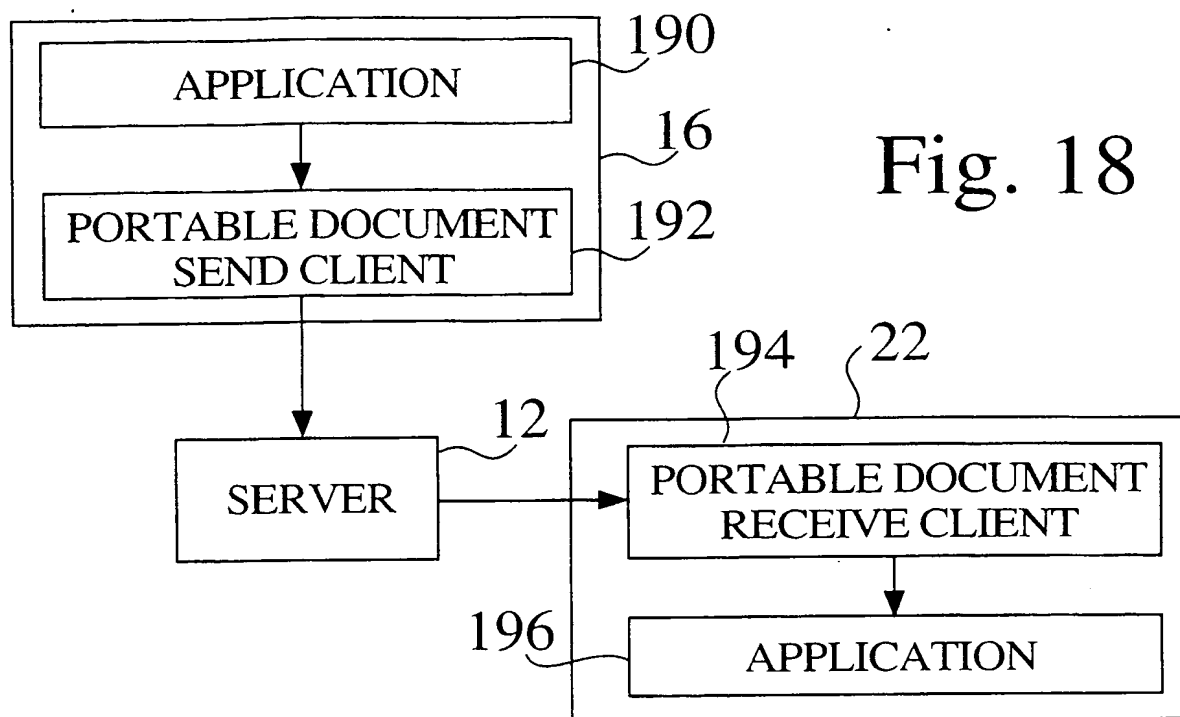 190
APPLICATION
16
Fig. 18
PORTABLE DOCUMENT
SEND CLIENT
192
194
22
12
SERVER
PORTABLE DOCUMENT
RECEIVE CLIENT
196
APPLICATION